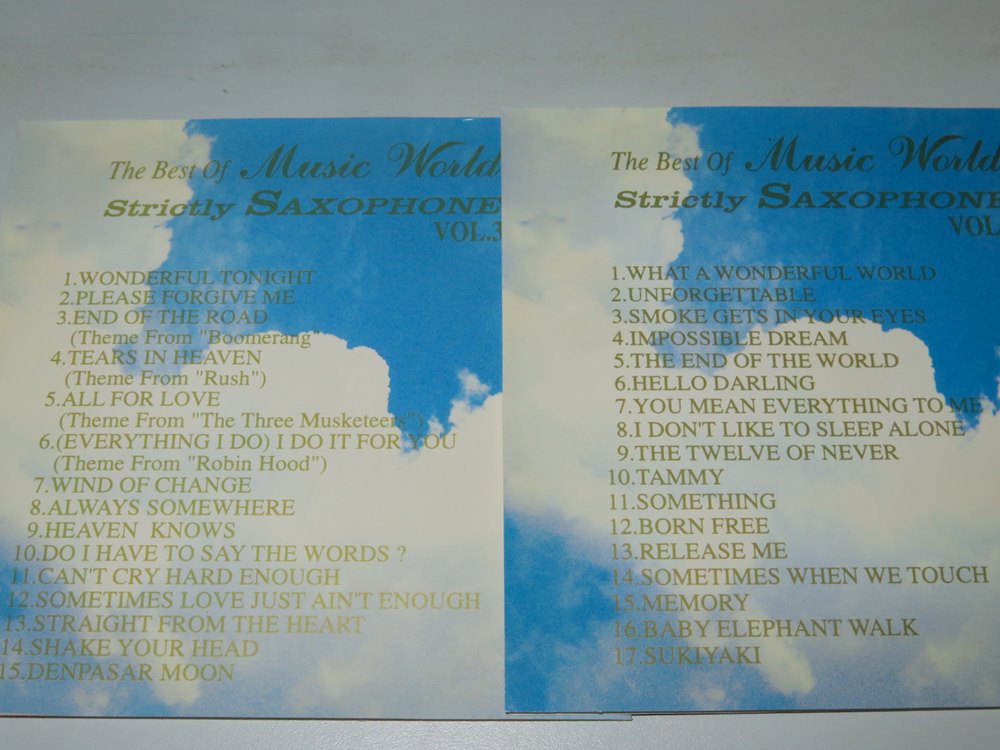 The Best Of Music World
Strictly SAXOPHONE
VOL.3
1.WONDERFUL TONIGHT
2.PLEASE FORGIVE ME
3.END OF THE ROAD
(Theme From "Boomerang"
4.TEARS IN HEAVEN
(Theme From "Rush")
5.ALL FOR LOVE
(Theme From "The Three Musketeers")
6.(EVERYTHING I DO) I DO IT FOR YOU
(Theme From "Robin Hood")
7.WIND OF CHANGE
8.ALWAYS SOMEWHERE
9.HEAVEN KNOWS
10.DO I HAVE TO SAY THE WORDS ?
11.CAN'T CRY HARD ENOUGH
12.SOMETIMES LOVE JUST AIN'T ENOUGH
13.STRAIGHT FROM THE HEART
14.SHAKE YOUR HEAD
15.DENPASAR MOON
The Best Of Music World
Strictly SAXOPHONE
VOL.
1.WHAT A WONDERFUL WORLD
2.UNFORGETTABLE
3.SMOKE GETS IN YOUR EYES
4.IMPOSSIBLE DREAM
5.THE END OF THE WORLD
6.HELLO DARLING
7.YOU MEAN EVERYTHING TO ME
8.I DON'T LIKE TO SLEEP ALONE
9.THE TWELVE OF NEVER
10.TAMMY
11.SOMETHING
12.BORN FREE
13.RELEASE ME
14.SOMETIMES WHEN WE TOUCH
15.MEMORY
16.BABY ELEPHANT WALK
17.SUKIYAKI